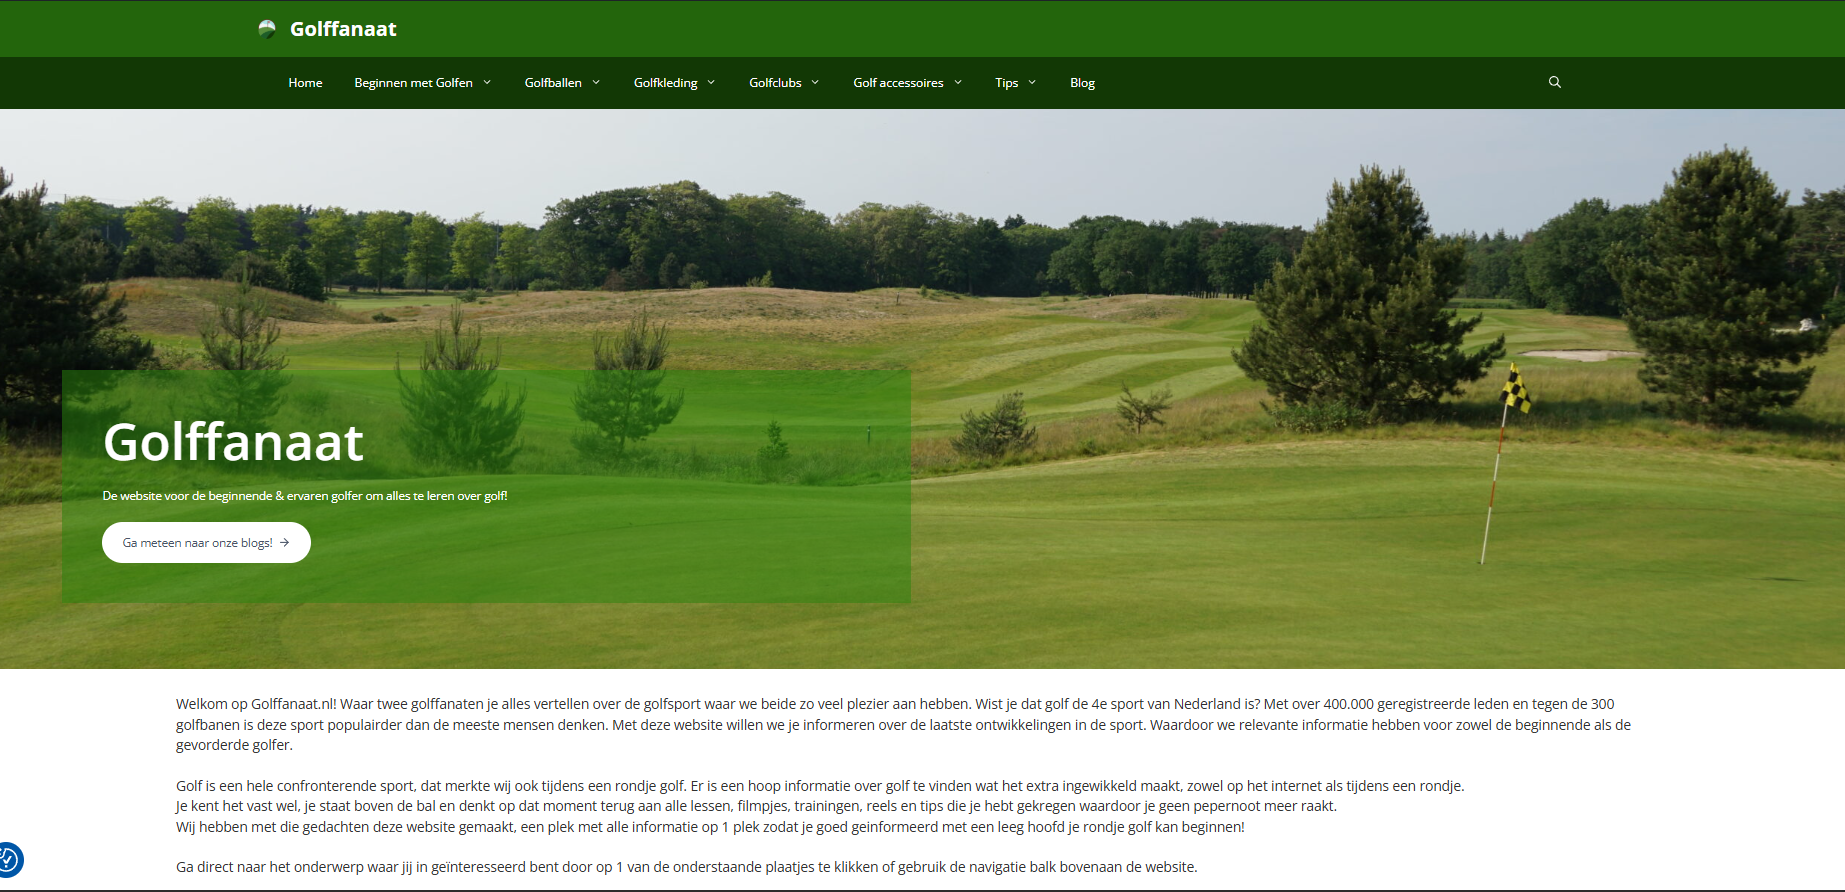 Golffanaat
Home Beginnen met Golfen Golfballen Golfkleding Golfclubs Golf accessoires Tips Blog
Golffanaat
De website voor de beginnende & ervaren golfer om alles te leren over golf!
Ga meteen naar onze blogs! →
Welkom op Golffanaat.nl! Waar twee golffanaten je alles vertellen over de golfsport waar we beide zo veel plezier aan hebben. Wist je dat golf de 4e sport van Nederland is? Met over 400.000 geregistreerde leden en tegen de 300
golfbanen is deze sport populairder dan de meeste mensen denken. Met deze website willen we je informeren over de laatste ontwikkelingen in de sport. Waardoor we relevante informatie hebben voor zowel de beginnende als de
gevorderde golfer.
Golf is een hele confronterende sport, dat merkte wij ook tijdens een rondje golf. Er is een hoop informatie over golf te vinden wat het extra ingewikkeld maakt, zowel op het internet als tijdens een rondje.
Je kent het vast wel, je staat boven de bal en denkt op dat moment terug aan alle lessen, filmpjes, trainingen, reels en tips die je hebt gekregen waardoor je geen pepernoot meer raakt.
Wij hebben met die gedachten deze website gemaakt, een plek met alle informatie op 1 plek zodat je goed geinformeerd met een leeg hoofd je rondje golf kan beginnen!
Ga direct naar het onderwerp waar jij in geïnteresseerd bent door op 1 van de onderstaande plaatjes te klikken of gebruik de navigatie balk bovenaan de website.